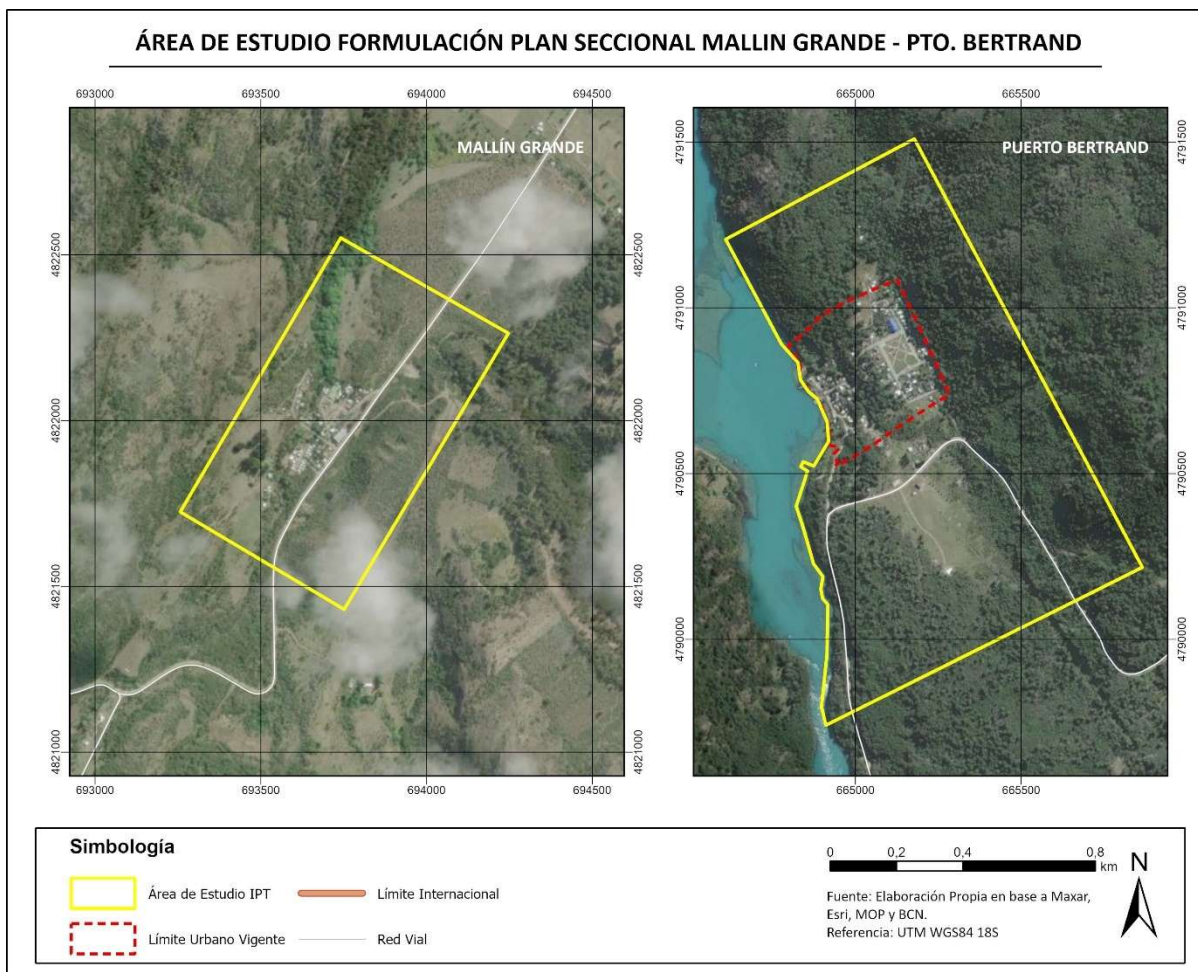 ÁREA DE ESTUDIO FORMULACIÓN PLAN SECCIONAL MALLIN GRANDE - PTO. BERTRAND
693000 693500 694000 694500
665000 665500
MALLÍN GRANDE
PUERTO BERTRAND
4822500
4822000
4821500
4821000
4822500
4822000
4821500
4821000
4791500
4791000
4790500
4790000
4791500
4791000
4790500
4790000
693000 693500 694000 694500
665000 665500
Simbología
Área de Estudio IPT
Límite Internacional
Límite Urbano Vigente
Red Vial
0 0,2 0,4 0,8
km
N
Fuente: Elaboración Propia en base a Maxar,
Esri, MOP y BCN.
Referencia: UTM WGS84 18S